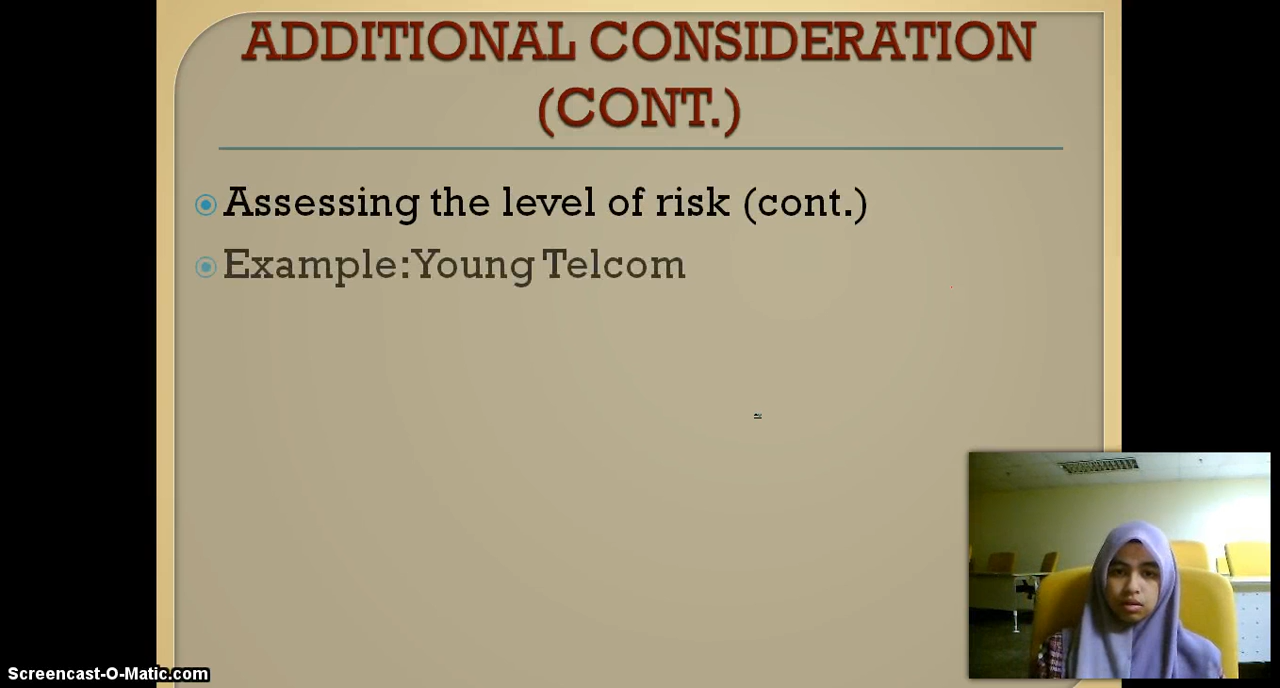 ADDITIONAL CONSIDERATION
(CONT.)
Assessing the level of risk (cont.)
Example: Young Telcom
Screencast-O-Matic.com